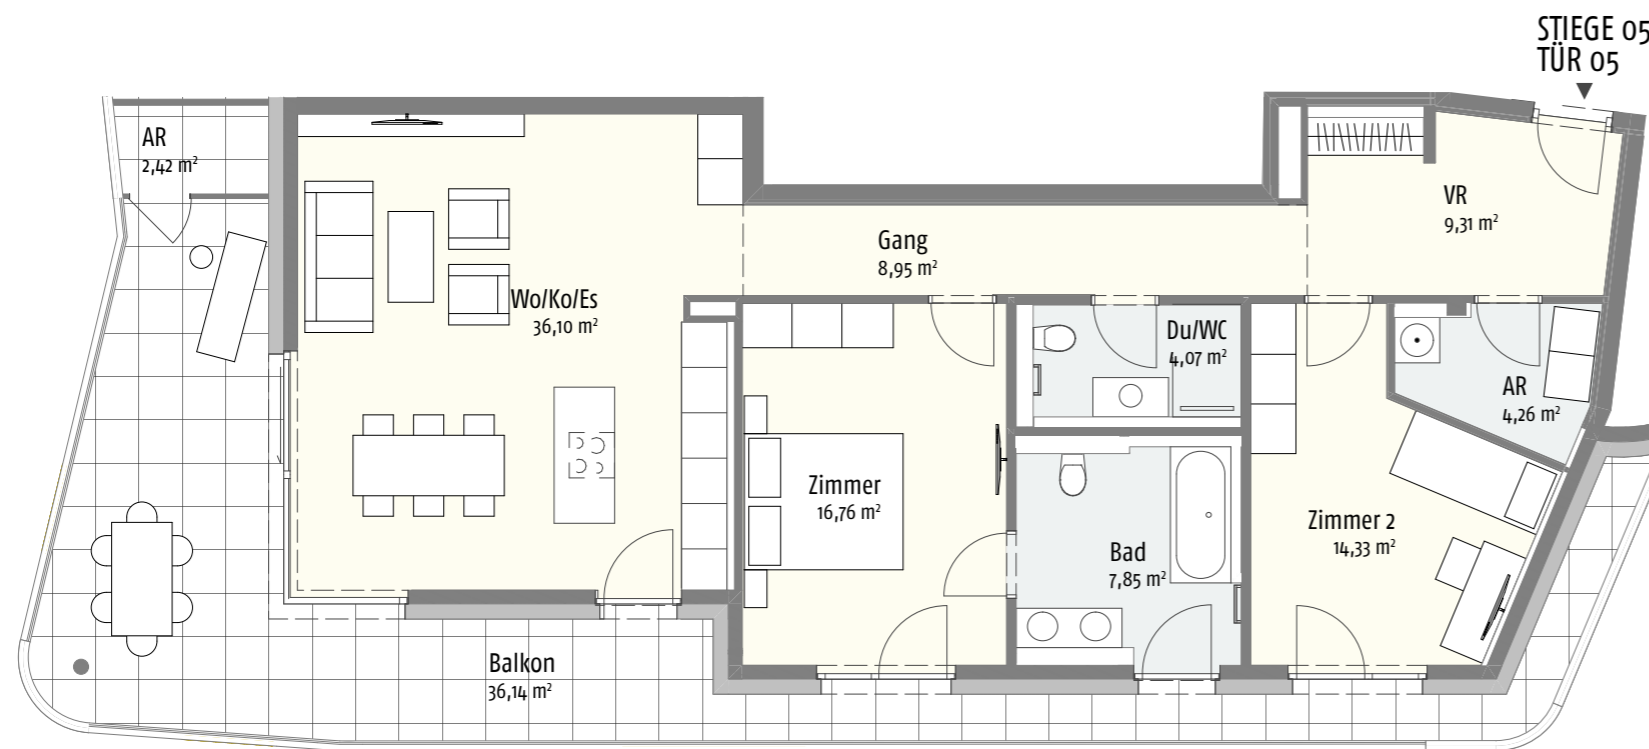 STIEGE 05
TÜR 05
AR
2,42 m²
VR
9,31 m²
Gang
8,95 m²
Wo/Ko/Es
36,10 m²
Du/WC
4,07 m²
AR
4,26 m²
Zimmer
16,76 m²
Zimmer 2
14,33 m²
Bad
7,85 m²
Balkon
36,14 m²